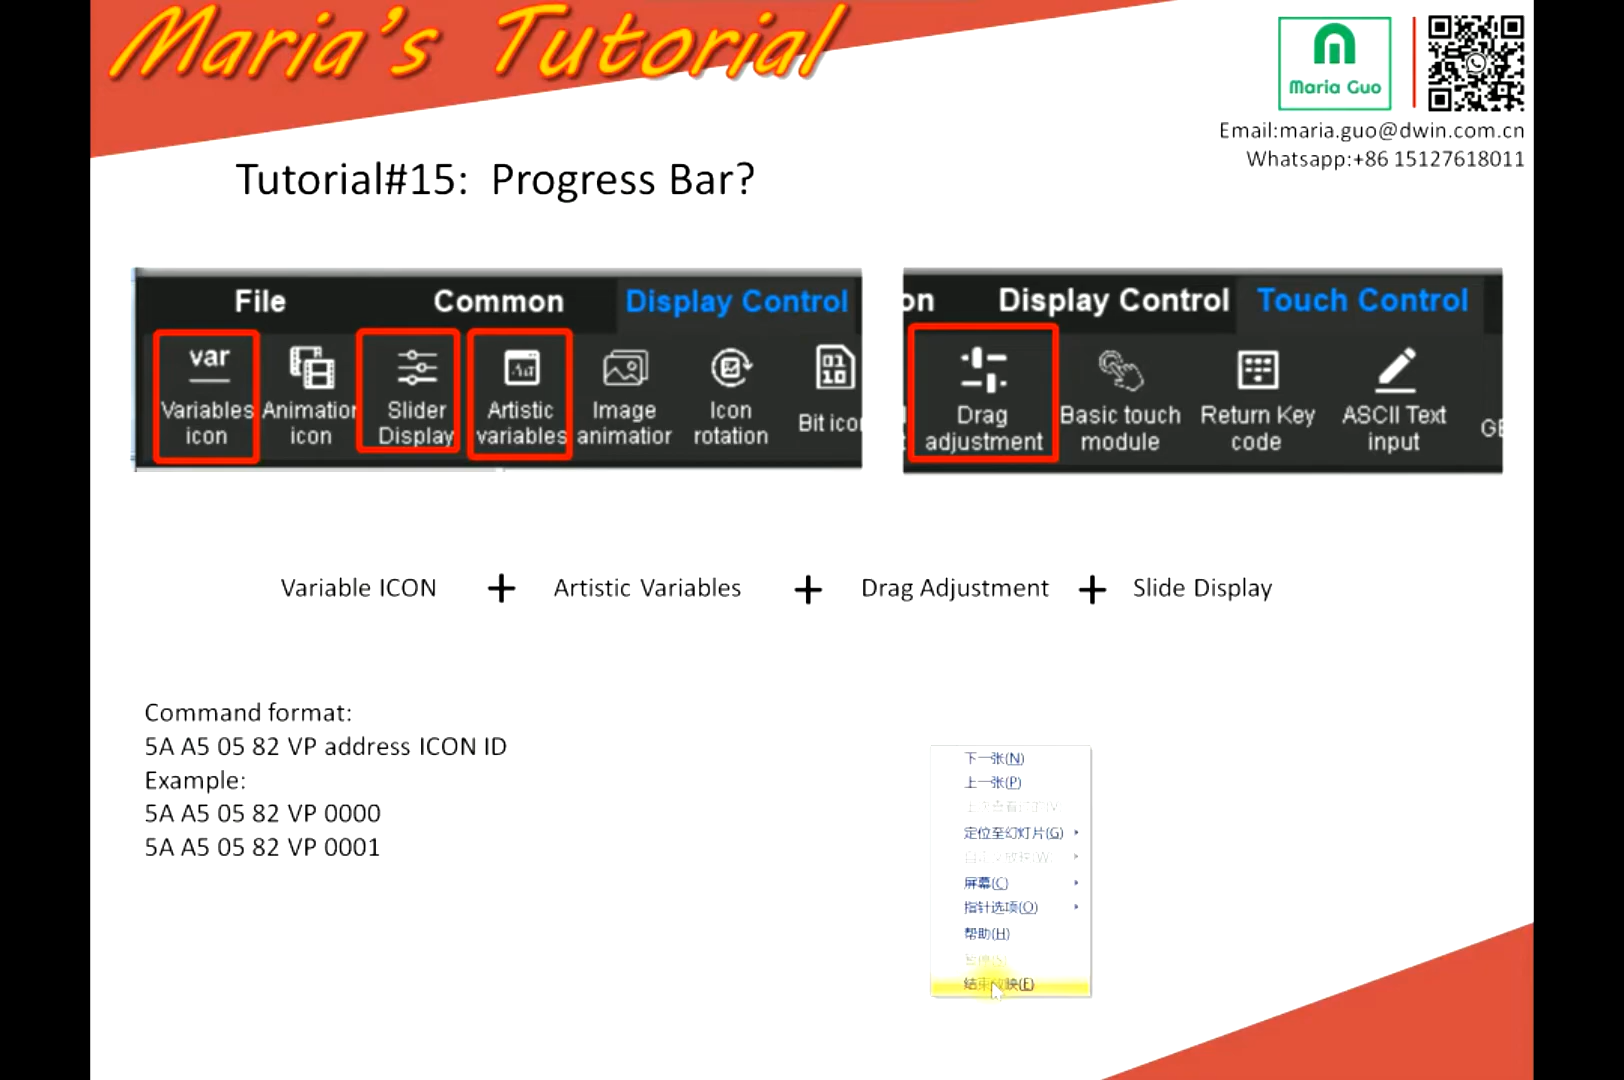 Maria's Tutorial
Maria Guo
Email:maria.guo@dwin.com.cn
Whatsapp:+86 15127618011
Tutorial#15: Progress Bar?
File Common Display Control
var
Variables icon
Animation icon
Slider Display
Artistic variables
Image animation
Icon rotation
Bit icon
on Display Control Touch Control
Drag adjustment
Basic touch module
Return Key code
ASCII Text input
GE
Variable ICON + Artistic Variables + Drag Adjustment + Slide Display
Command format:
5A A5 05 82 VP address ICON ID
Example:
5A A5 05 82 VP 0000
5A A5 05 82 VP 0001
下一张(N)
上一张(P)
定位至幻灯片(G)
屏幕(C)
指针选项(O)
帮助(H)
结束放映(E)